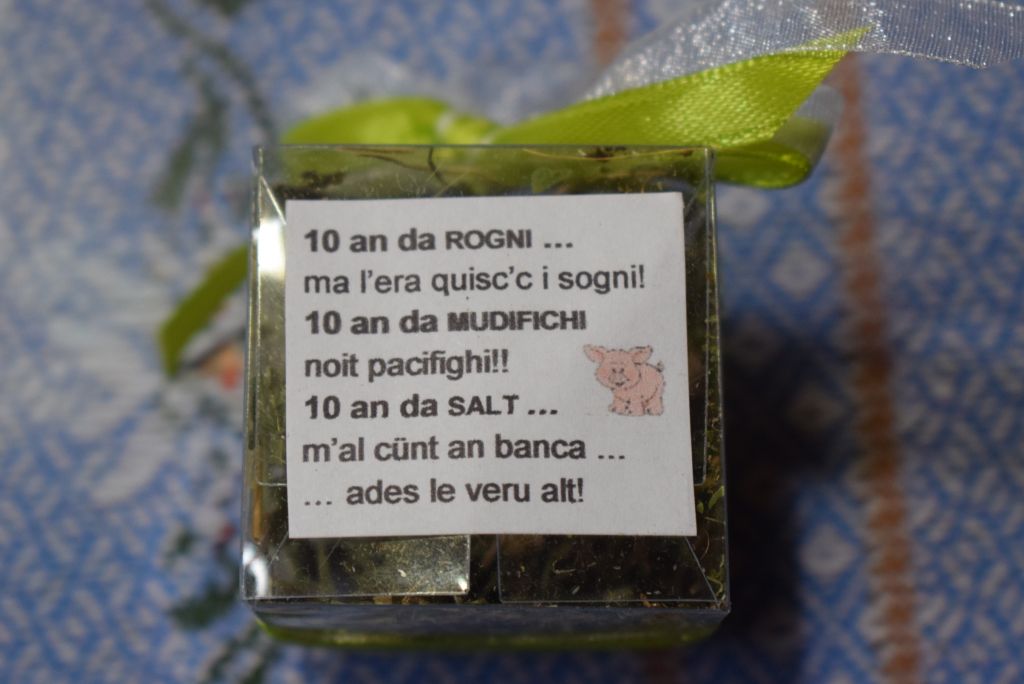 10 an da ROGNI ...
ma l'era quisc'c i sogni!
10 an da MUDIFICHI
noit pacifighi!!
10 an da SALT ...
m'al cünt an banca ...
... ades le veru alt!